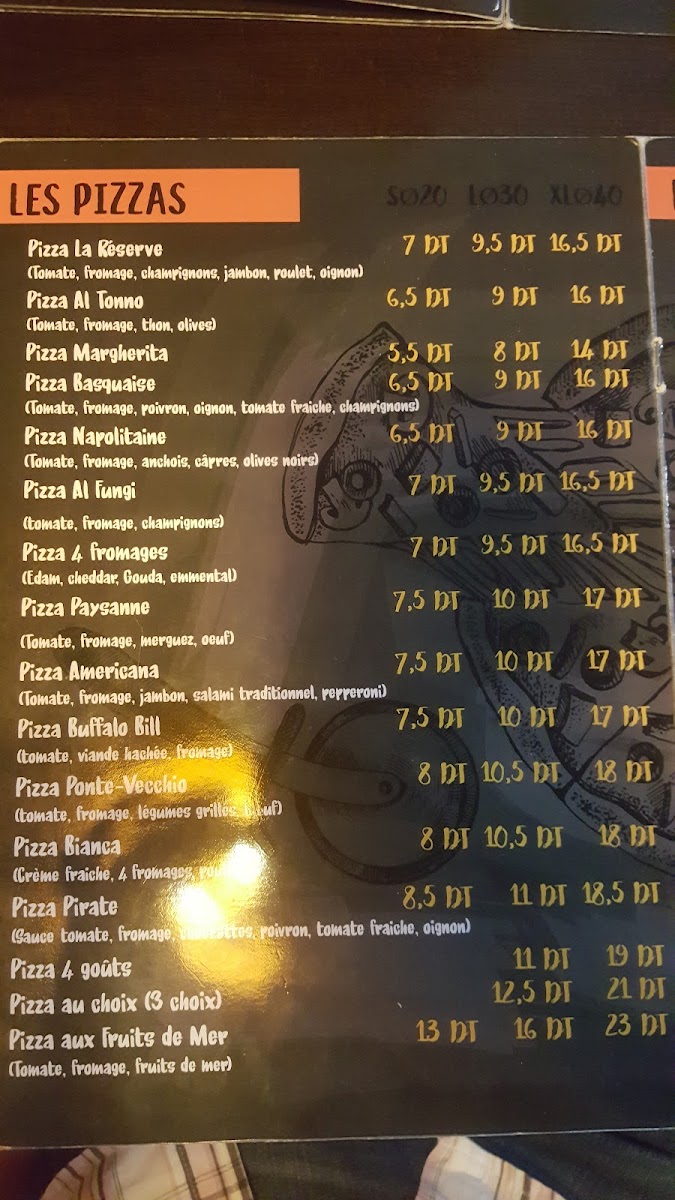 LES PIZZAS SØ20 LØ30 XLØ40
Pizza La Réserve 7 DT 9,5 DT 16,5 DT
(Tomate, fromage, champignons, jambon, poulet, oignon)
Pizza Al Tonno 6,5 DT 9 DT 16 DT
(Tomate, fromage, thon, olives)
Pizza Margherita 5,5 DT 8 DT 14 DT
Pizza Basquaise 6,5 DT 9 DT 16 DT
(Tomate, fromage, poivron, oignon, tomate fraiche, champignons)
Pizza Napolitaine 6,5 DT 9 DT 16 DT
(Tomate, fromage, anchois, câpres, olives noirs)
Pizza Al Fungi 7 DT 9,5 DT 16,5 DT
(tomate, fromage, champignons)
Pizza 4 fromages 7 DT 9,5 DT 16,5 DT
(Edam, cheddar, Gouda, emmental)
Pizza Paysanne 7,5 DT 10 DT 17 DT
(Tomate, fromage, merguez, oeuf)
Pizza Americana 7,5 DT 10 DT 17 DT
(Tomate, fromage, jambon, salami traditionnel, pepperoni)
Pizza Buffalo Bill 7,5 DT 10 DT 17 DT
(tomate, viande hachée, fromage)
Pizza Ponte-Vecchio 8 DT 10,5 DT 18 DT
(tomate, fromage, légumes grillés,
Pizza Bianca 8 DT 10,5 DT 18 DT
(Crème fraiche, 4 fromages,
Pizza Pirate 8,5 DT 11 DT 18,5 DT
(Sauce tomate, fromage, poivron, tomate fraiche, oignon)
Pizza 4 goûts 11 DT 19 DT
Pizza au choix (3 choix) 12,5 DT 21 DT
Pizza aux Fruits de Mer 13 DT 16 DT 23 DT
(Tomate, fromage, fruits de mer)